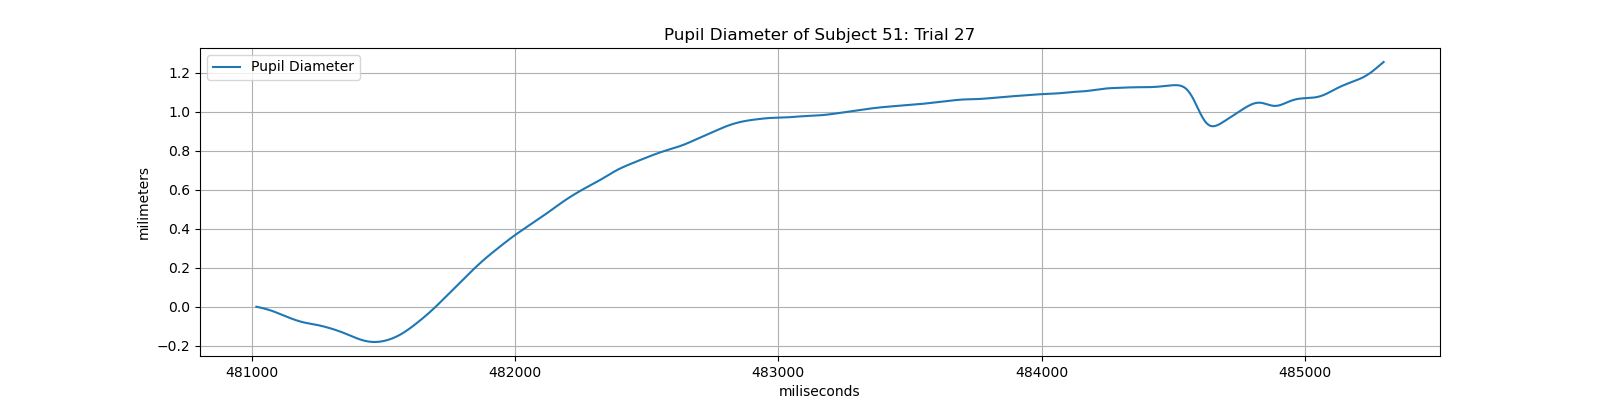 Pupil Diameter of Subject 51: Trial 27
Pupil Diameter
milimeters
1.2
1.0
0.8
0.6
0.4
0.2
0.0
−0.2
481000 482000 483000 484000 485000
miliseconds